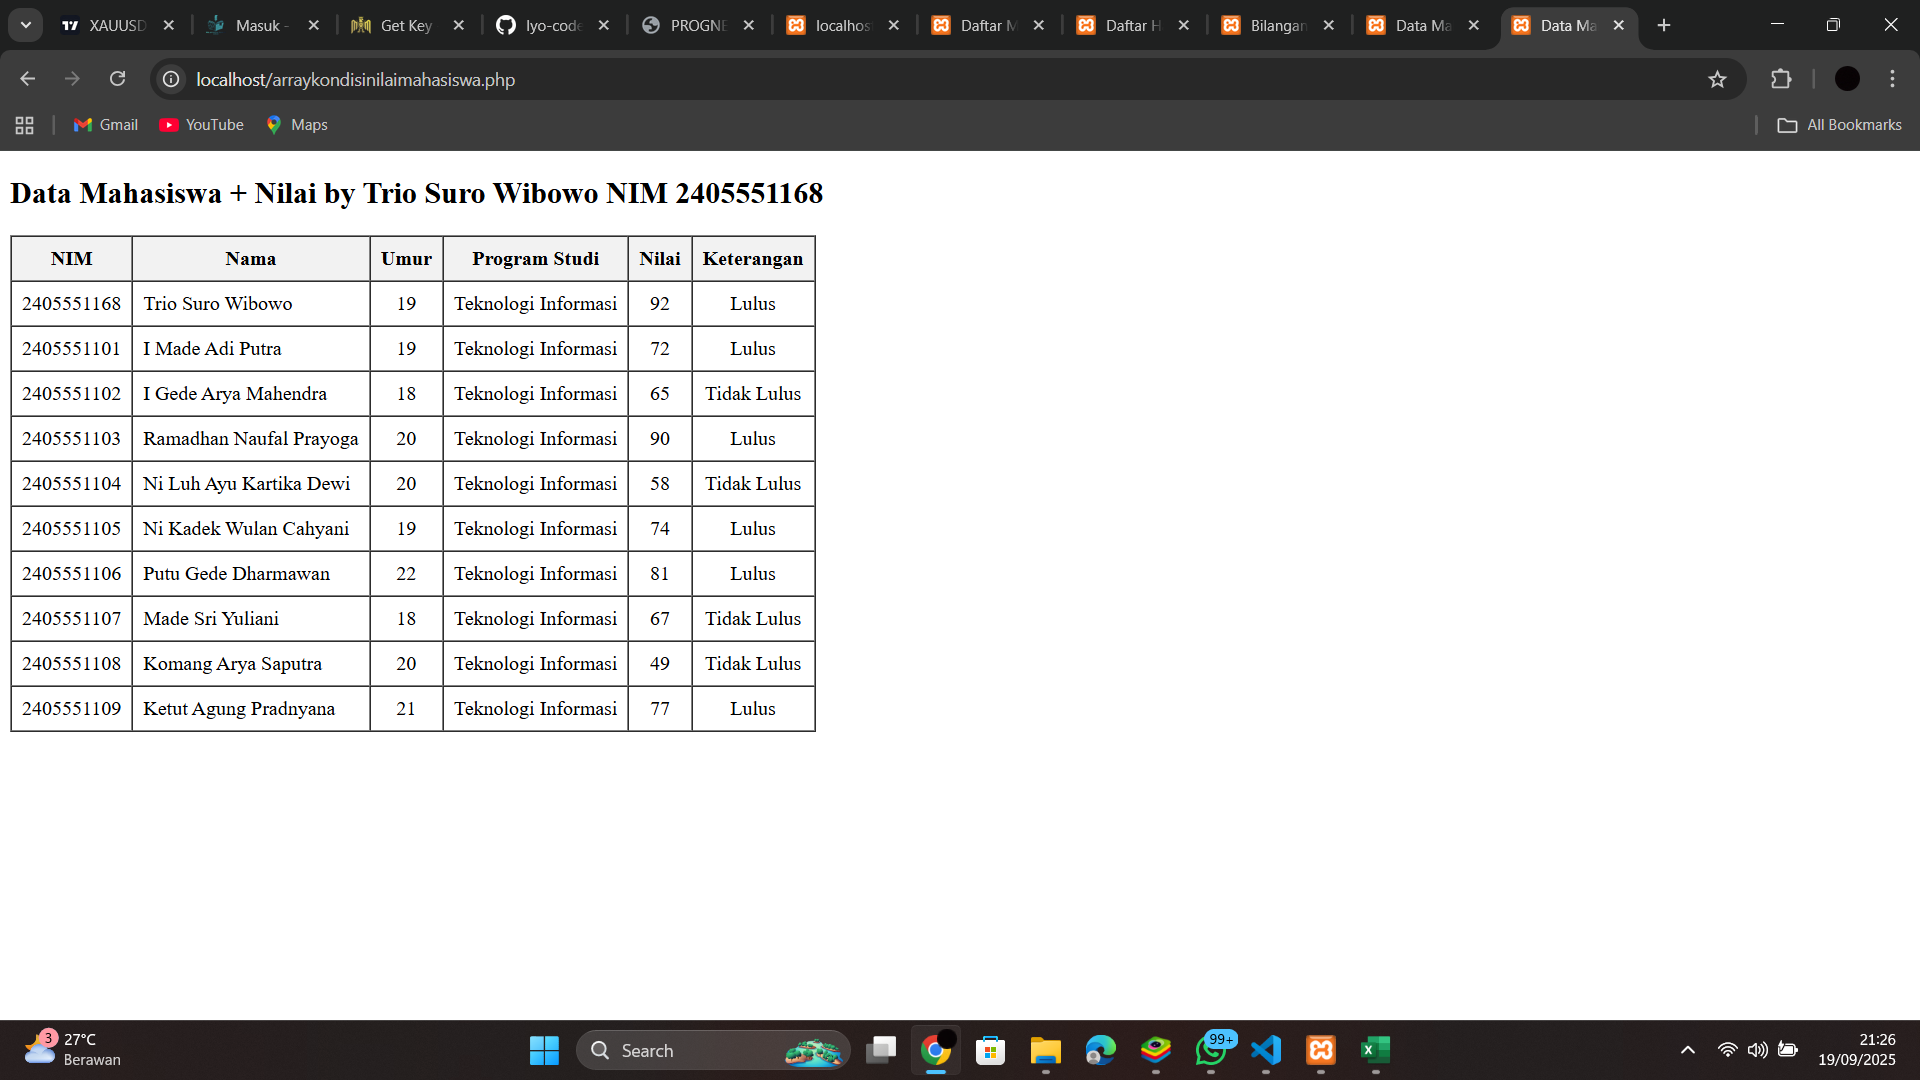 XAUUSD
Masuk -
Get Key
lyo-code
PROGNE
localhost
Daftar M
Daftar H
Bilangan
Data Ma
Data Ma
localhost/arraykondisinilaimahasiswa.php
Gmail YouTube Maps All Bookmarks
Data Mahasiswa + Nilai by Trio Suro Wibowo NIM 2405551168
NIM Nama Umur Program Studi Nilai Keterangan
2405551168 Trio Suro Wibowo 19 Teknologi Informasi 92 Lulus
2405551101 I Made Adi Putra 19 Teknologi Informasi 72 Lulus
2405551102 I Gede Arya Mahendra 18 Teknologi Informasi 65 Tidak Lulus
2405551103 Ramadhan Naufal Prayoga 20 Teknologi Informasi 90 Lulus
2405551104 Ni Luh Ayu Kartika Dewi 20 Teknologi Informasi 58 Tidak Lulus
2405551105 Ni Kadek Wulan Cahyani 19 Teknologi Informasi 74 Lulus
2405551106 Putu Gede Dharmawan 22 Teknologi Informasi 81 Lulus
2405551107 Made Sri Yuliani 18 Teknologi Informasi 67 Tidak Lulus
2405551108 Komang Arya Saputra 20 Teknologi Informasi 49 Tidak Lulus
2405551109 Ketut Agung Pradnyana 21 Teknologi Informasi 77 Lulus
3
27°C
Berawan
Search
99+
21:26
19/09/2025